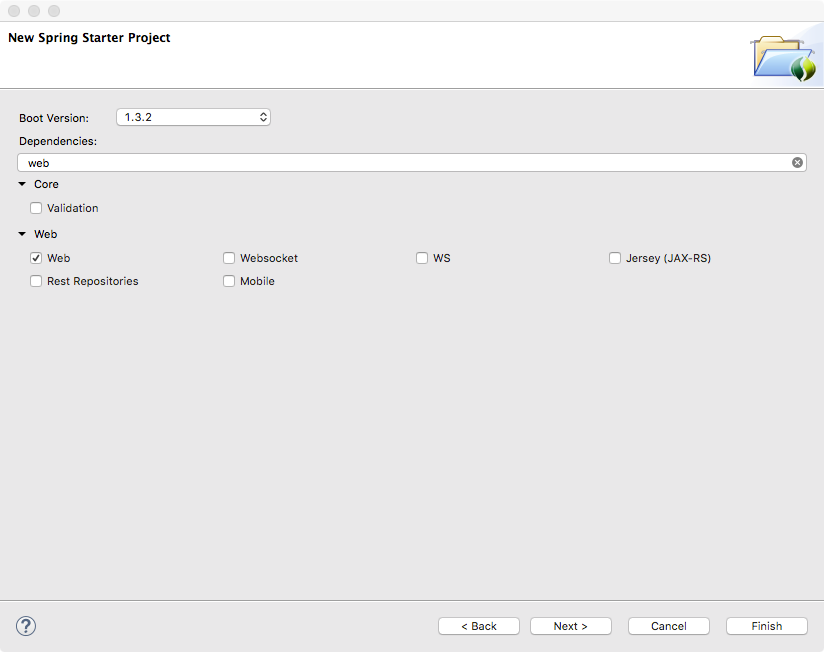 New Spring Starter Project
Boot Version: 1.3.2
Dependencies:
web
Core
Validation
Web
Web Websocket WS Jersey (JAX-RS)
Rest Repositories Mobile
? < Back Next > Cancel Finish